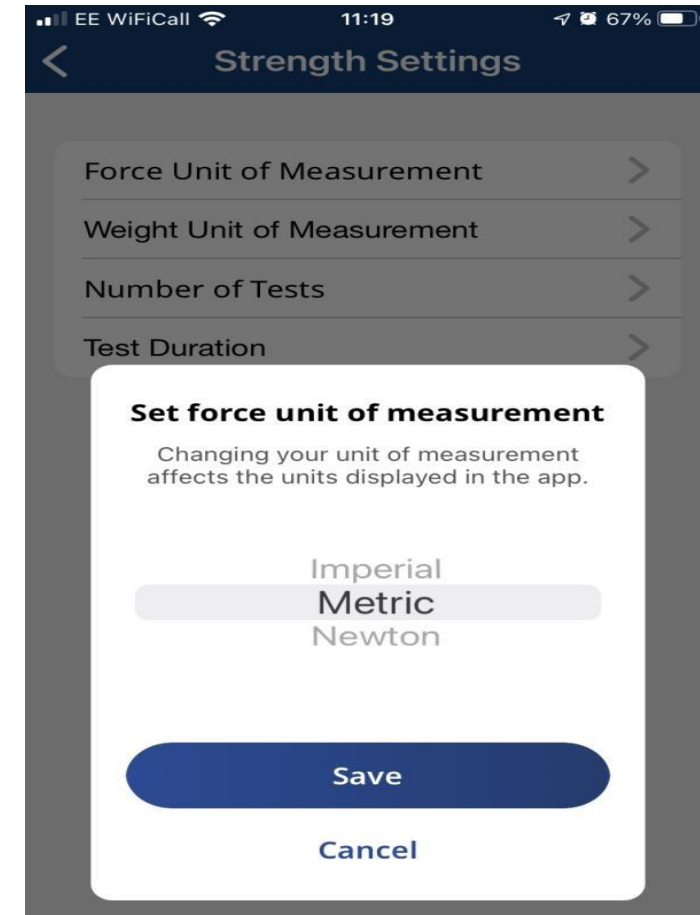 EE WiFiCall 11:19 67%
Strength Settings
Force Unit of Measurement
Weight Unit of Measurement
Number of Tests
Test Duration
Set force unit of measurement
Changing your unit of measurement
affects the units displayed in the app.
Imperial
Metric
Newton
Save
Cancel